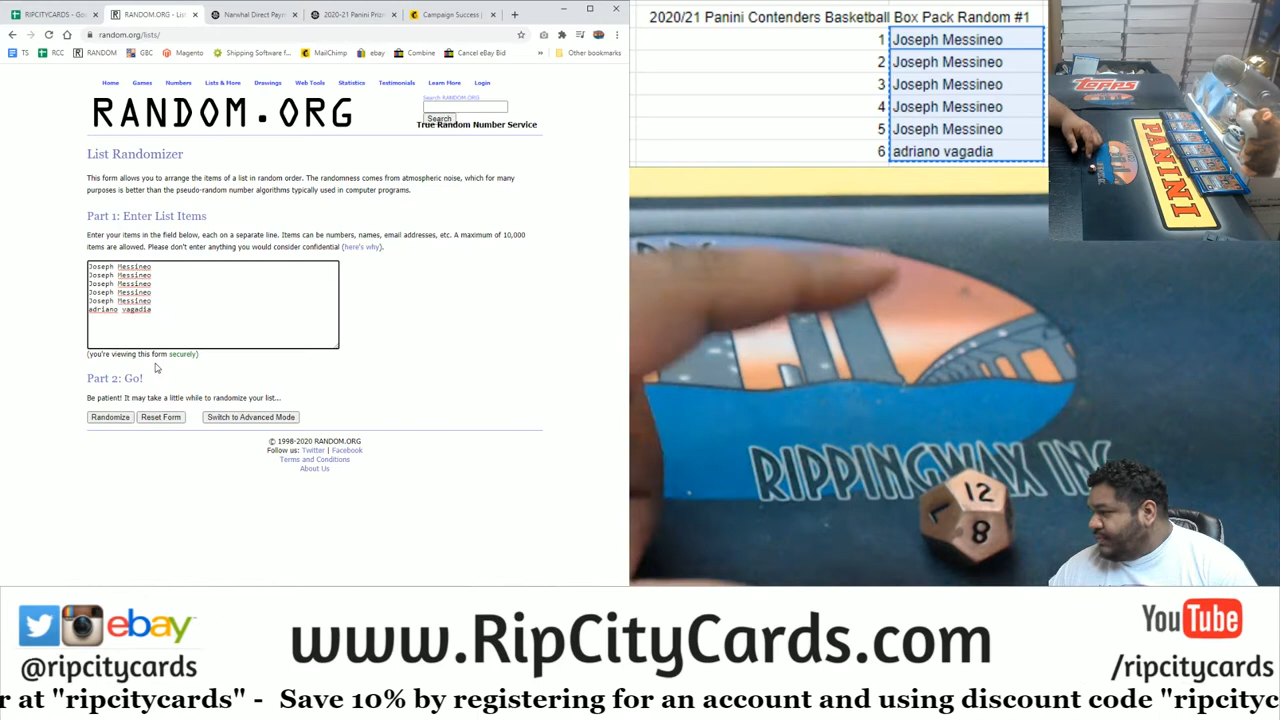 RIPCITYCARDS - Goo
RANDOM.ORG - List
Narwhal Direct Paym
2020-21 Panini Prizm
Campaign Success |
random.org/lists/
TS
RCC
RANDOM
GBC
Magento
Shipping Software f...
MailChimp
ebay
Combine
Cancel eBay Bid
Other bookmarks
Home Games Numbers Lists & More Drawings Web Tools Statistics Testimonials Learn More Login
RANDOM.ORG
Search RANDOM.ORG
Search
True Random Number Service
List Randomizer
This form allows you to arrange the items of a list in random order. The randomness comes from atmospheric noise, which for many
purposes is better than the pseudo-random number algorithms typically used in computer programs.
Part 1: Enter List Items
Enter your items in the field below, each on a separate line. Items can be numbers, names, email addresses, etc. A maximum of 10,000
items are allowed. Please don't enter anything you would consider confidential (here's why).
Joseph Messineo
Joseph Messineo
Joseph Messineo
Joseph Messineo
Joseph Messineo
adriano vagadia
(you're viewing this form securely)
Part 2: Go!
Be patient! It may take a little while to randomize your list...
Randomize Reset Form Switch to Advanced Mode
© 1998-2020 RANDOM.ORG
Follow us: Twitter | Facebook
Terms and Conditions
About Us
2020/21 Panini Contenders Basketball Box Pack Random #1
1 Joseph Messineo
2 Joseph Messineo
3 Joseph Messineo
4 Joseph Messineo
5 Joseph Messineo
6 adriano vagadia
TOPPS
PANINI
RIPPINGWAX INC
12
8
ebay
@ripcitycards
www.RipCityCards.com
YouTube
/ripcitycards
r at "ripcitycards" - Save 10% by registering for an account and using discount code "ripcityc